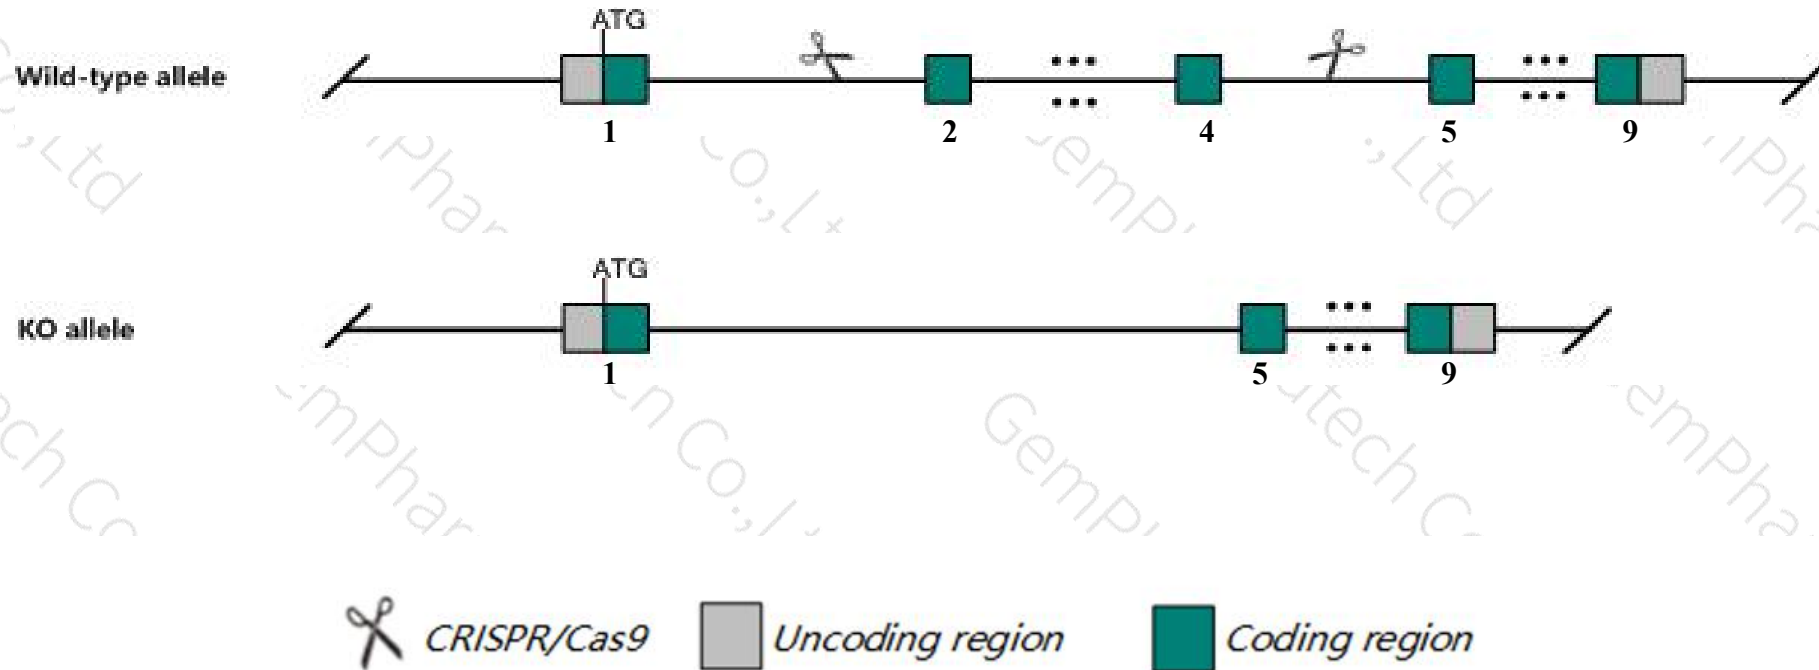 ATG
Wild-type allele
1 2 4 5 9
ATG
KO allele
1 5 9
CRISPR/Cas9 Uncoding region Coding region